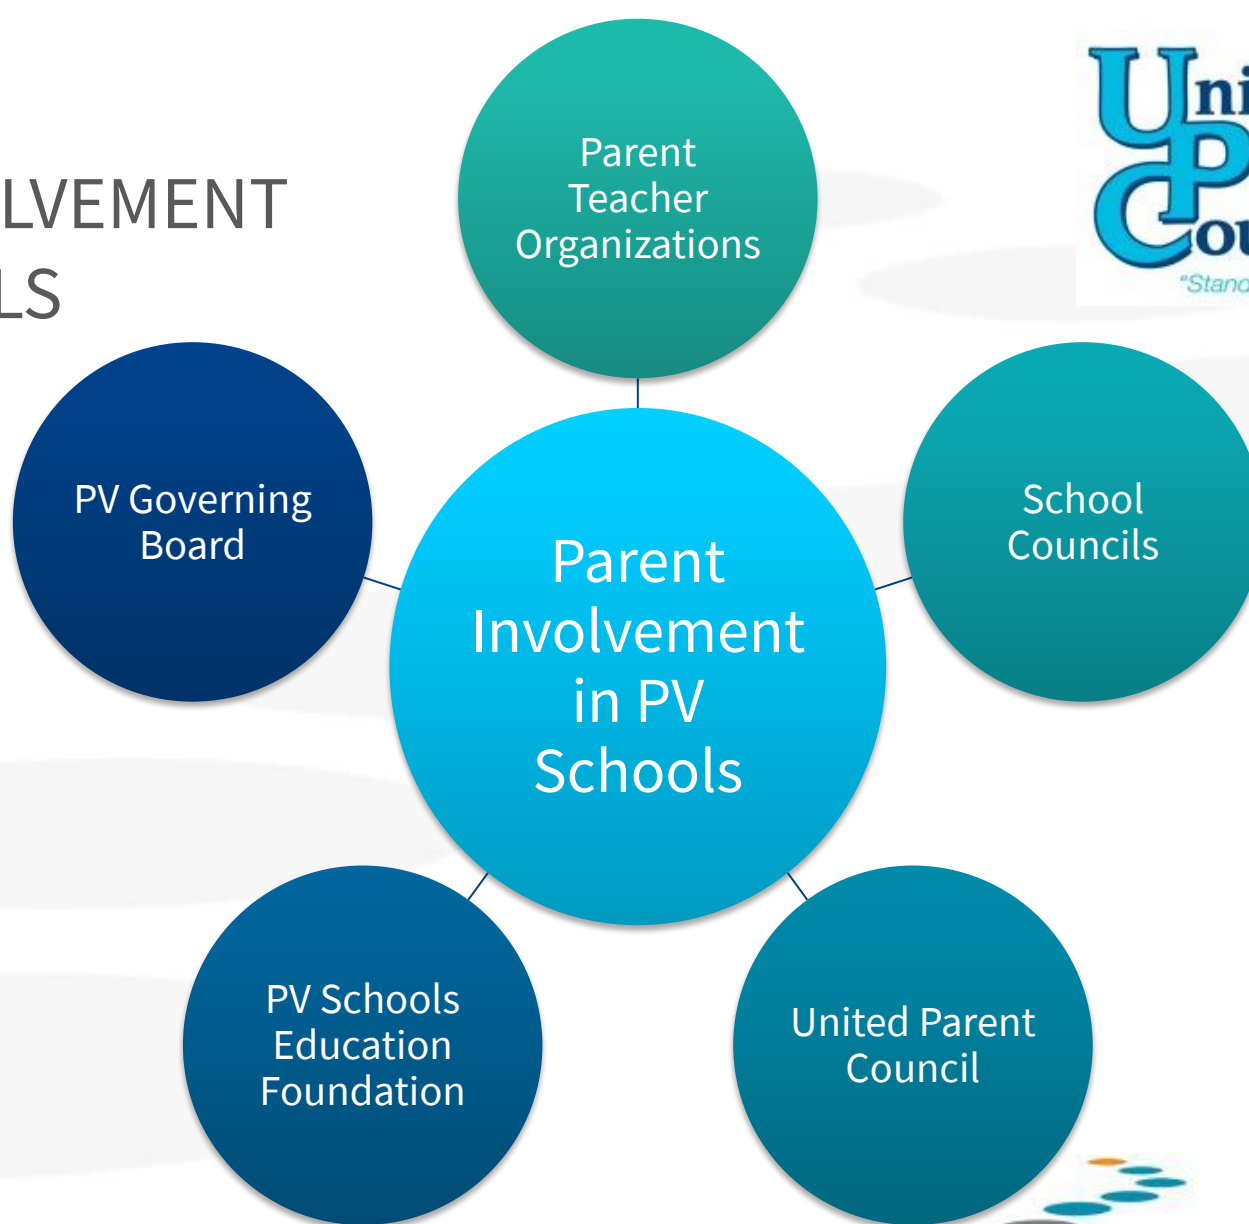 LVEMENT
LS
Parent
Teacher
Organizations
"Stand
PV Governing
Board
School
Councils
Parent
Involvement
in PV
Schools
PV Schools
Education
Foundation
United Parent
Council